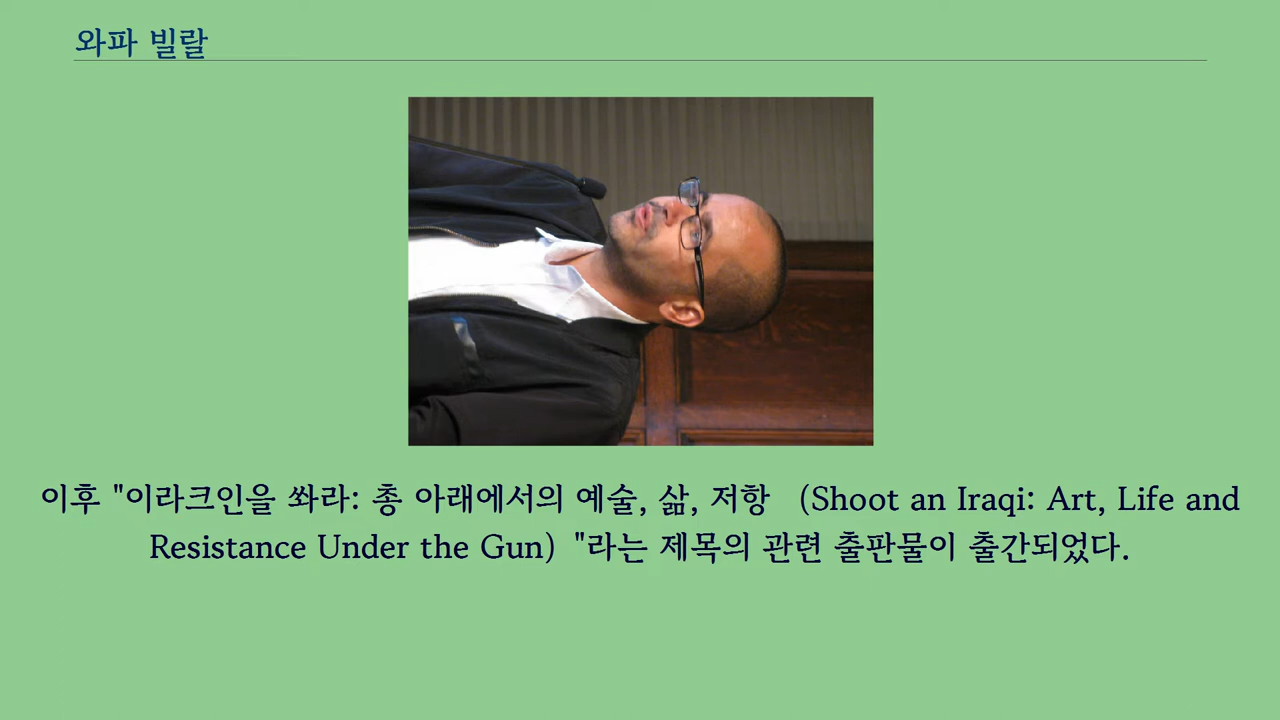 와파 빌랄
이후 "이라크인을 쏴라: 총 아래에서의 예술, 삶, 저항 (Shoot an Iraqi: Art, Life and
Resistance Under the Gun) "라는 제목의 관련 출판물이 출간되었다.